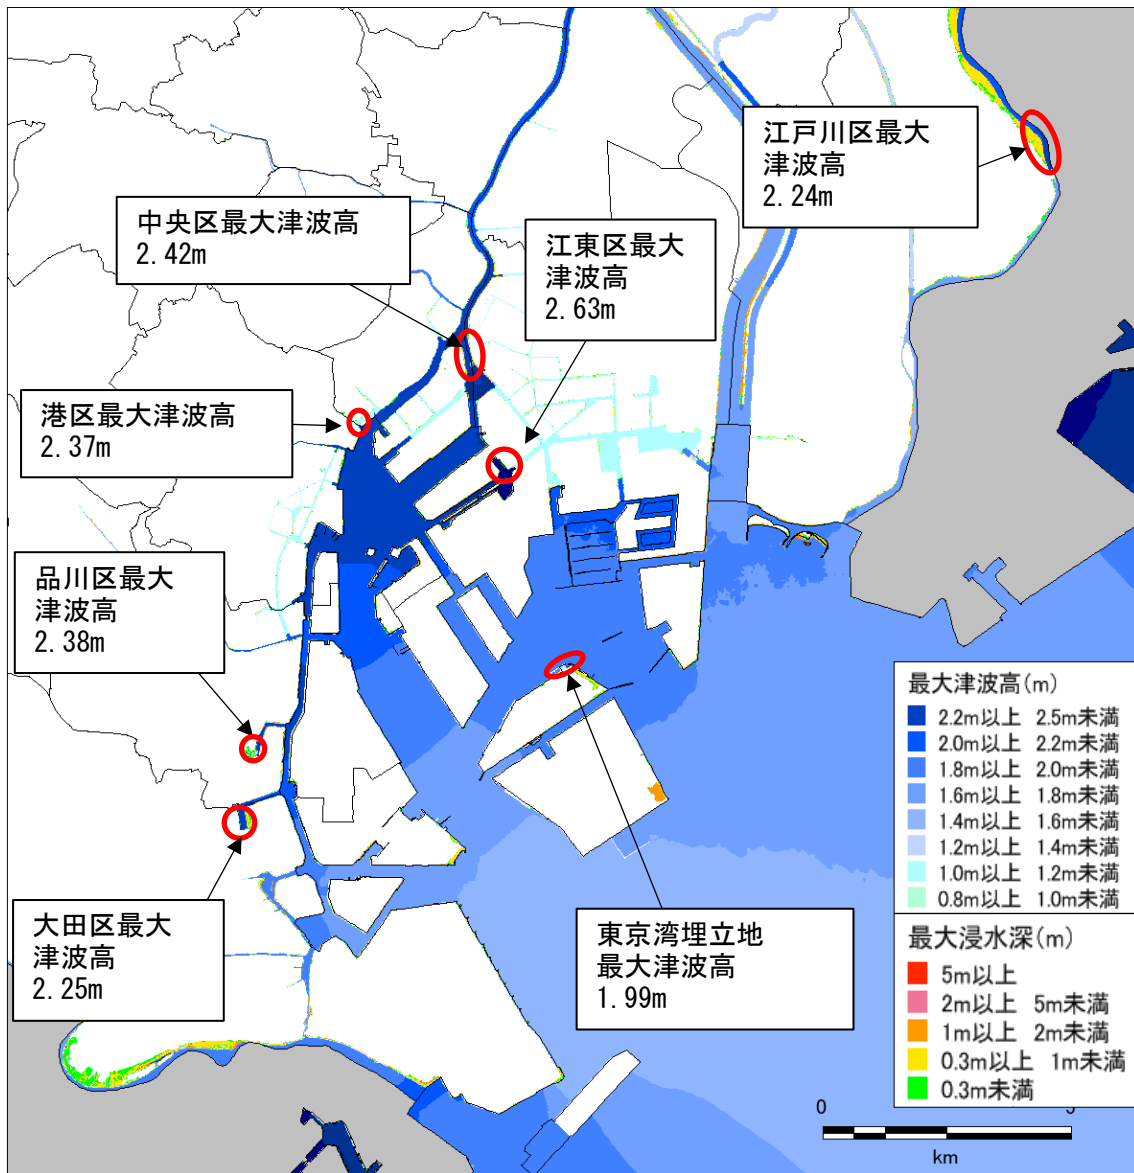 江戸川区最大
津波高
2.24m
中央区最大津波高
2.42m
江東区最大
津波高
2.63m
港区最大津波高
2.37m
品川区最大
津波高
2.38m
大田区最大
津波高
2.25m
東京湾埋立地
最大津波高
1.99m
最大津波高(m)
2.2m以上 2.5m未満
2.0m以上 2.2m未満
1.8m以上 2.0m未満
1.6m以上 1.8m未満
1.4m以上 1.6m未満
1.2m以上 1.4m未満
1.0m以上 1.2m未満
0.8m以上 1.0m未満
最大浸水深(m)
5m以上
2m以上 5m未満
1m以上 2m未満
0.3m以上 1m未満
0.3m未満
0
km